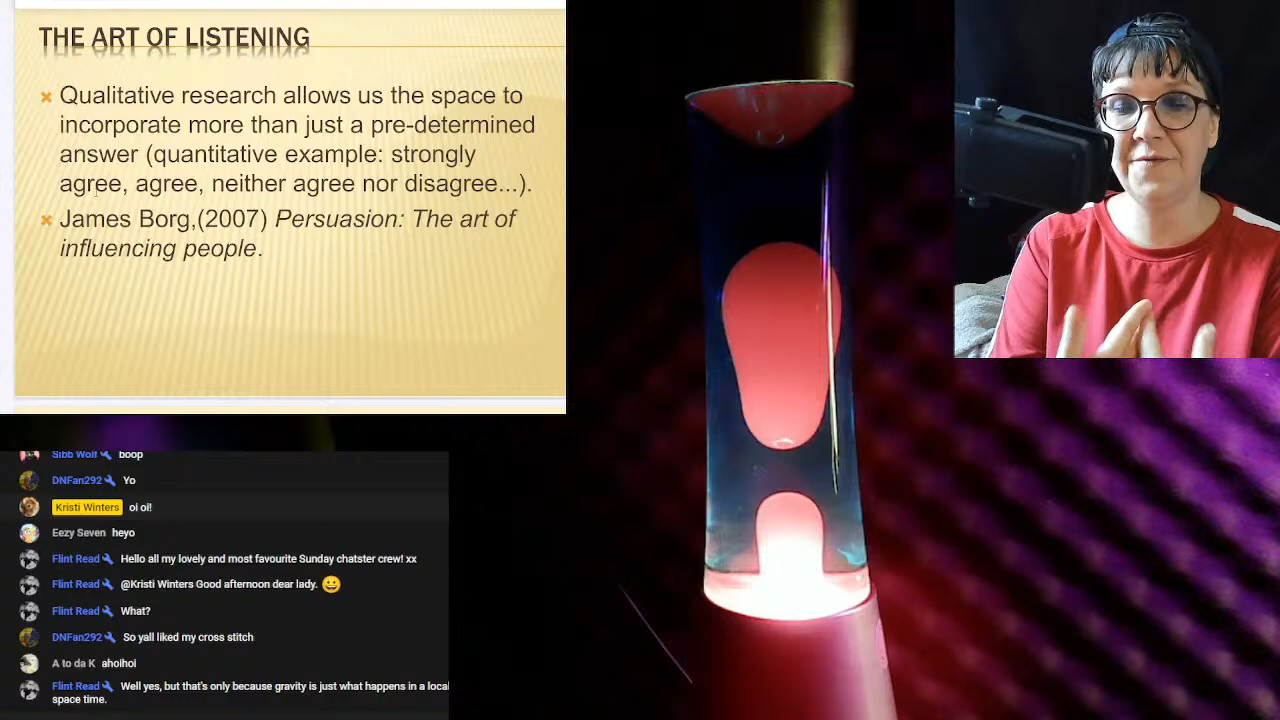 THE ART OF LISTENING
Qualitative research allows us the space to
incorporate more than just a pre-determined
answer (quantitative example: strongly
agree, agree, neither agree nor disagree...).
James Borg,(2007) Persuasion: The art of
influencing people.
Sibb Wolf boop
DNFan292 Yo
Kristi Winters oi oi!
Eezy Seven heyo
Flint Read Hello all my lovely and most favourite Sunday chatster crew! xx
Flint Read @Kristi Winters Good afternoon dear lady. 😀
Flint Read What?
DNFan292 So yall liked my cross stitch
A to da K ahoihoi
Flint Read Well yes, but that's only because gravity is just what happens in a local
space time.